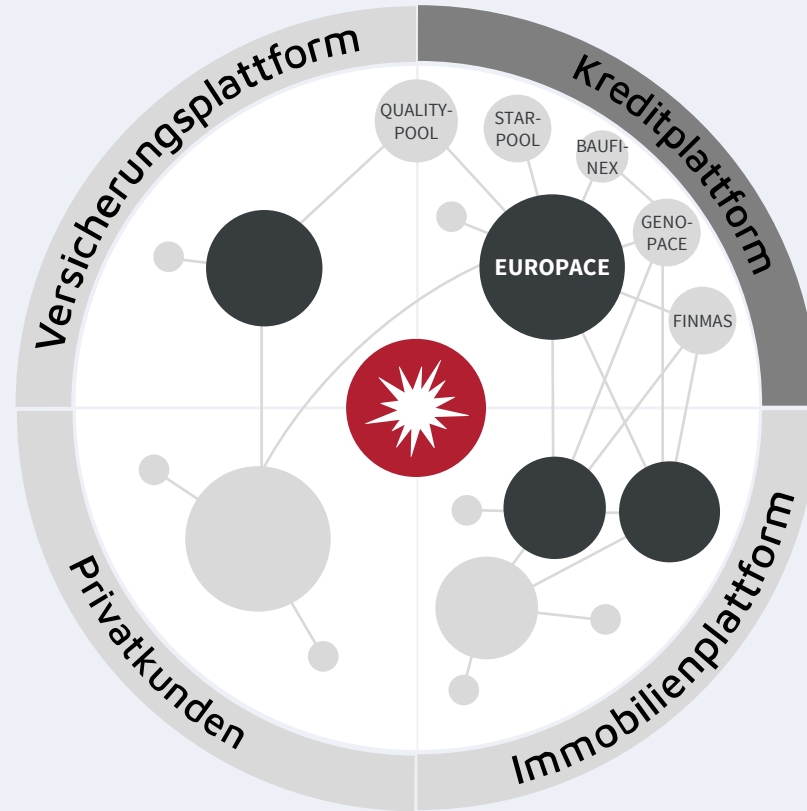 Versicherungsplattform
Kreditplattform
QUALITY-
POOL
STAR-
POOL
BAUFI-
NEX
GENO-
PACE
EUROPACE
FINMAS
Privatkunden
Immobilienplattform